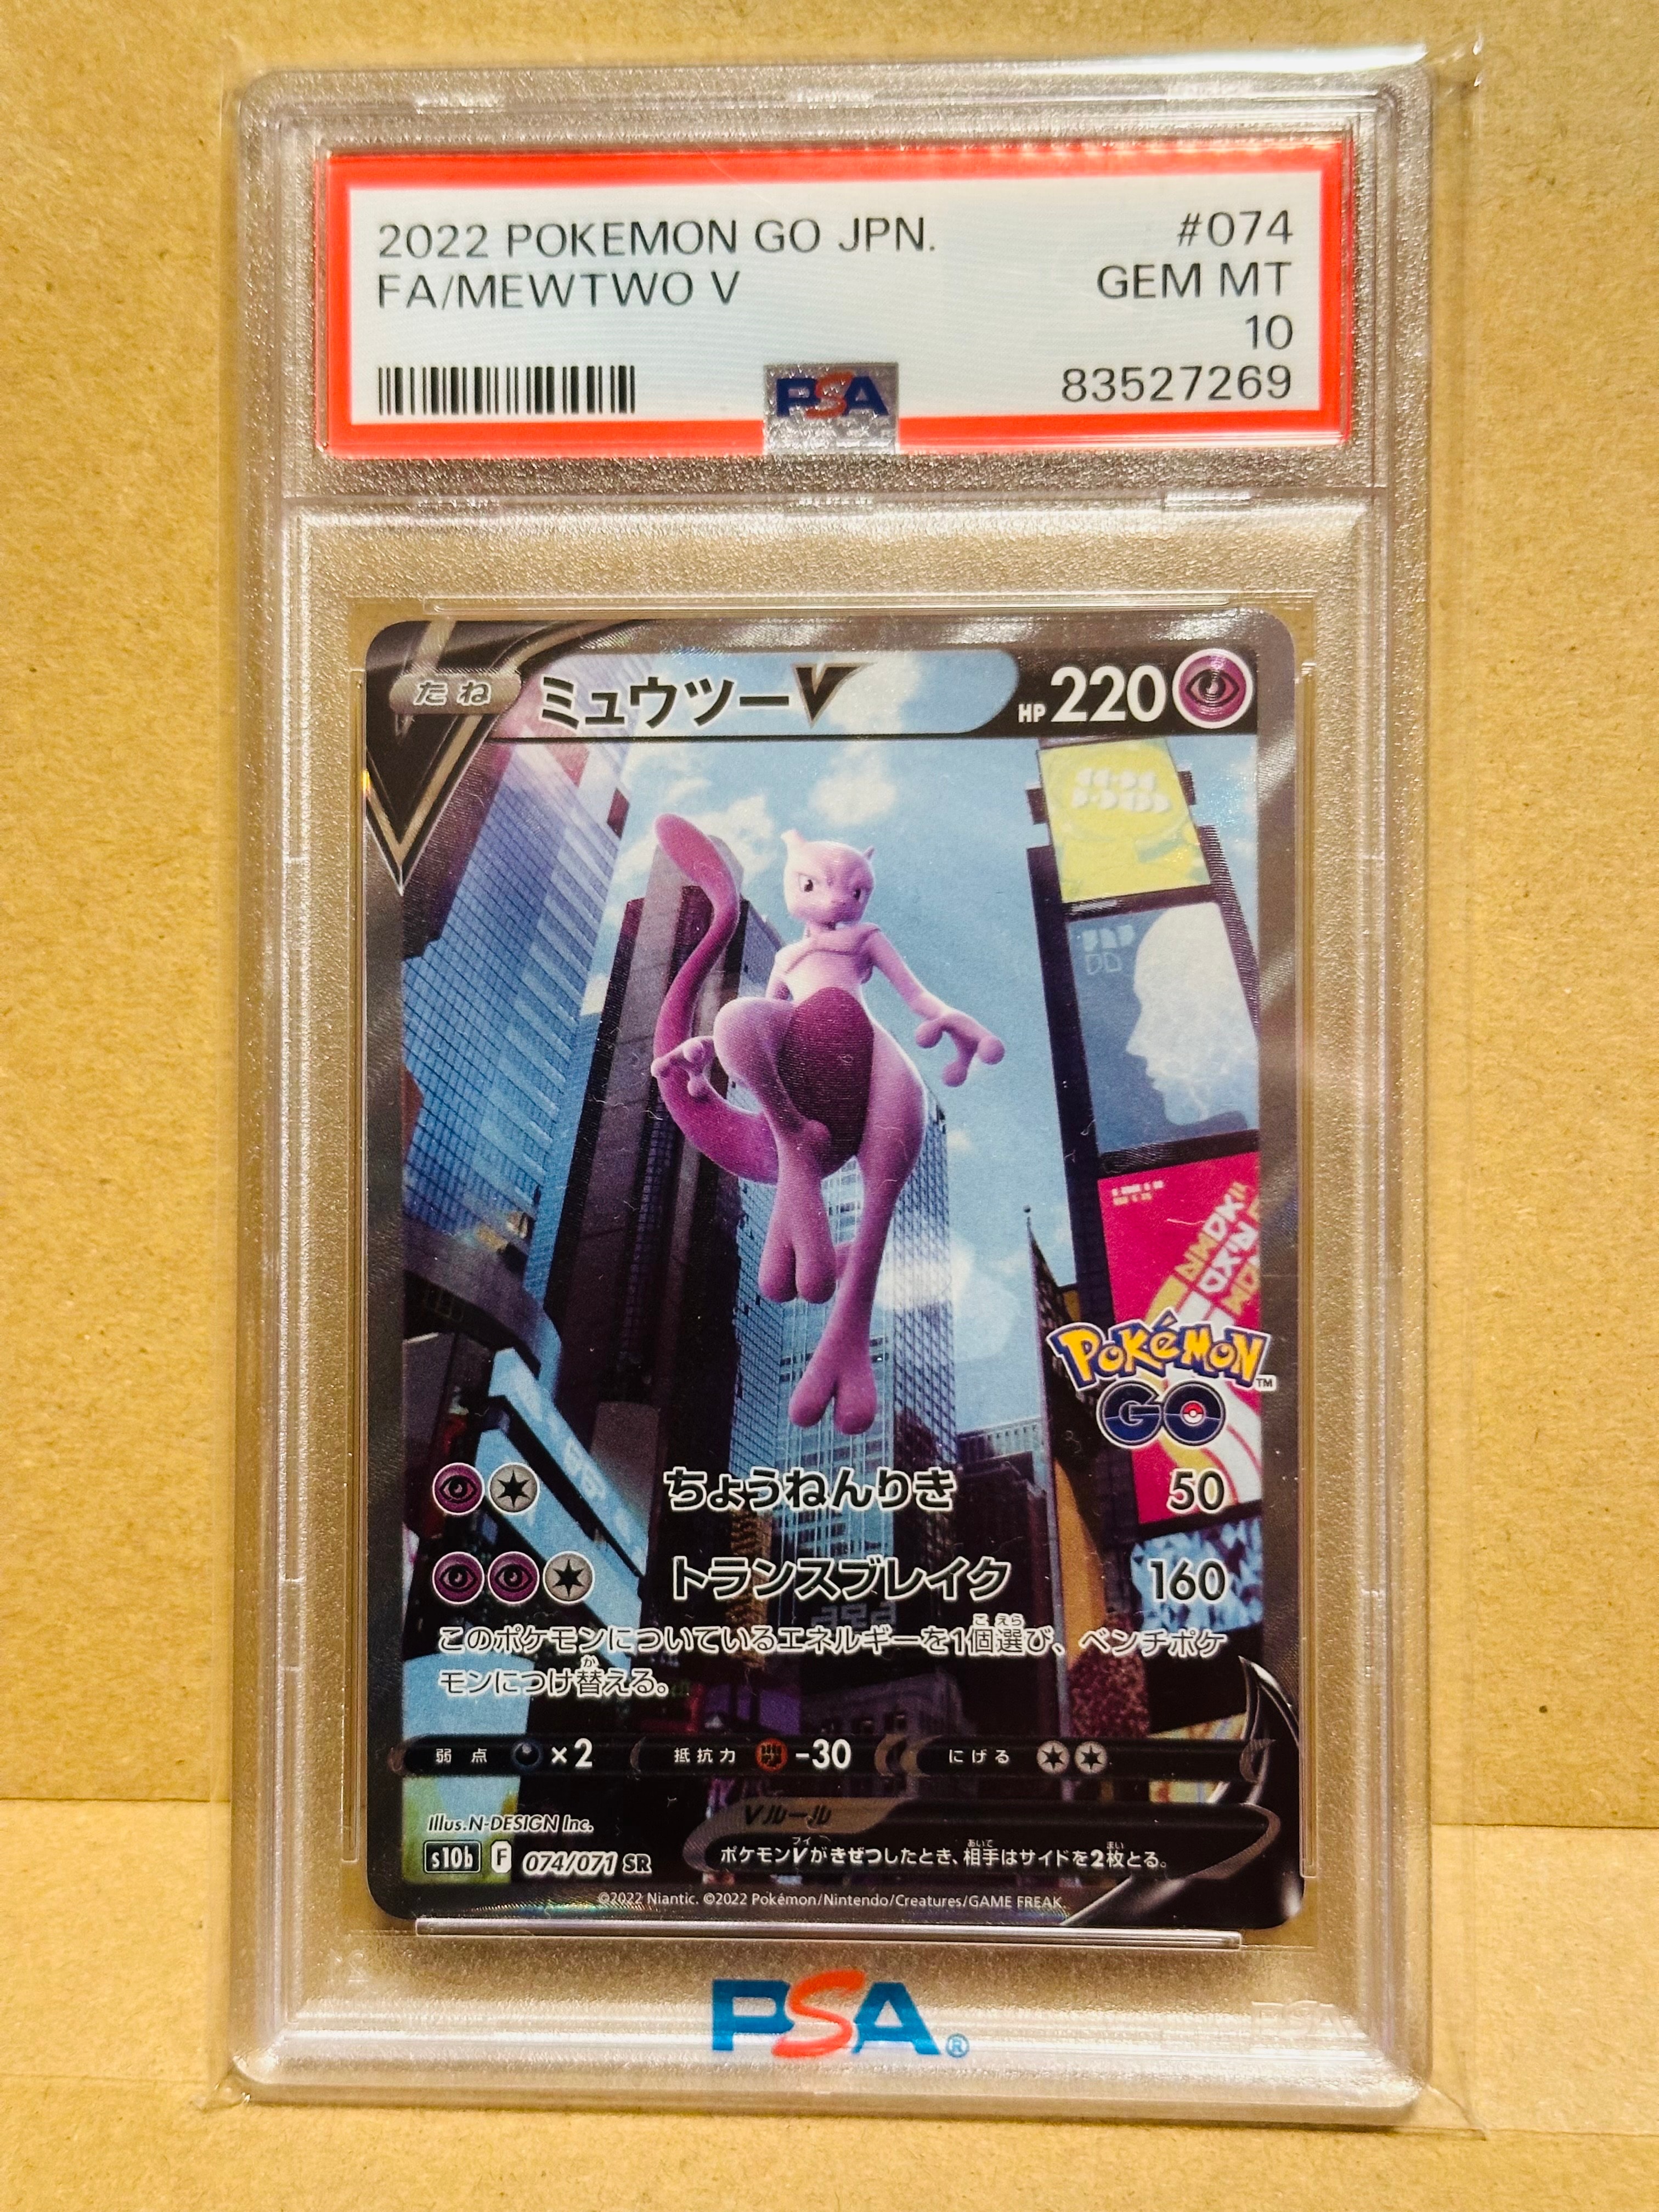 2022 POKEMON GO JPN. #074
FA/MEWTWO V GEM MT
10
83527269
PSA
たね ミュウツーV HP 220
Pokémon™
GO
ちょうねんりき 50
トランスブレイク 160
このポケモンについているエネルギーを1個選び、ベンチポケ
モンにつけ替える。
弱点 ×2 抵抗力 -30 にげる
Illus. N-DESIGN Inc.
Vルール
s10b F 074/071 SR
ポケモンVがきぜつしたとき、相手はサイドを2枚とる。
©2022 Niantic. ©2022 Pokémon/Nintendo/Creatures/GAME FREAK.
PSA®